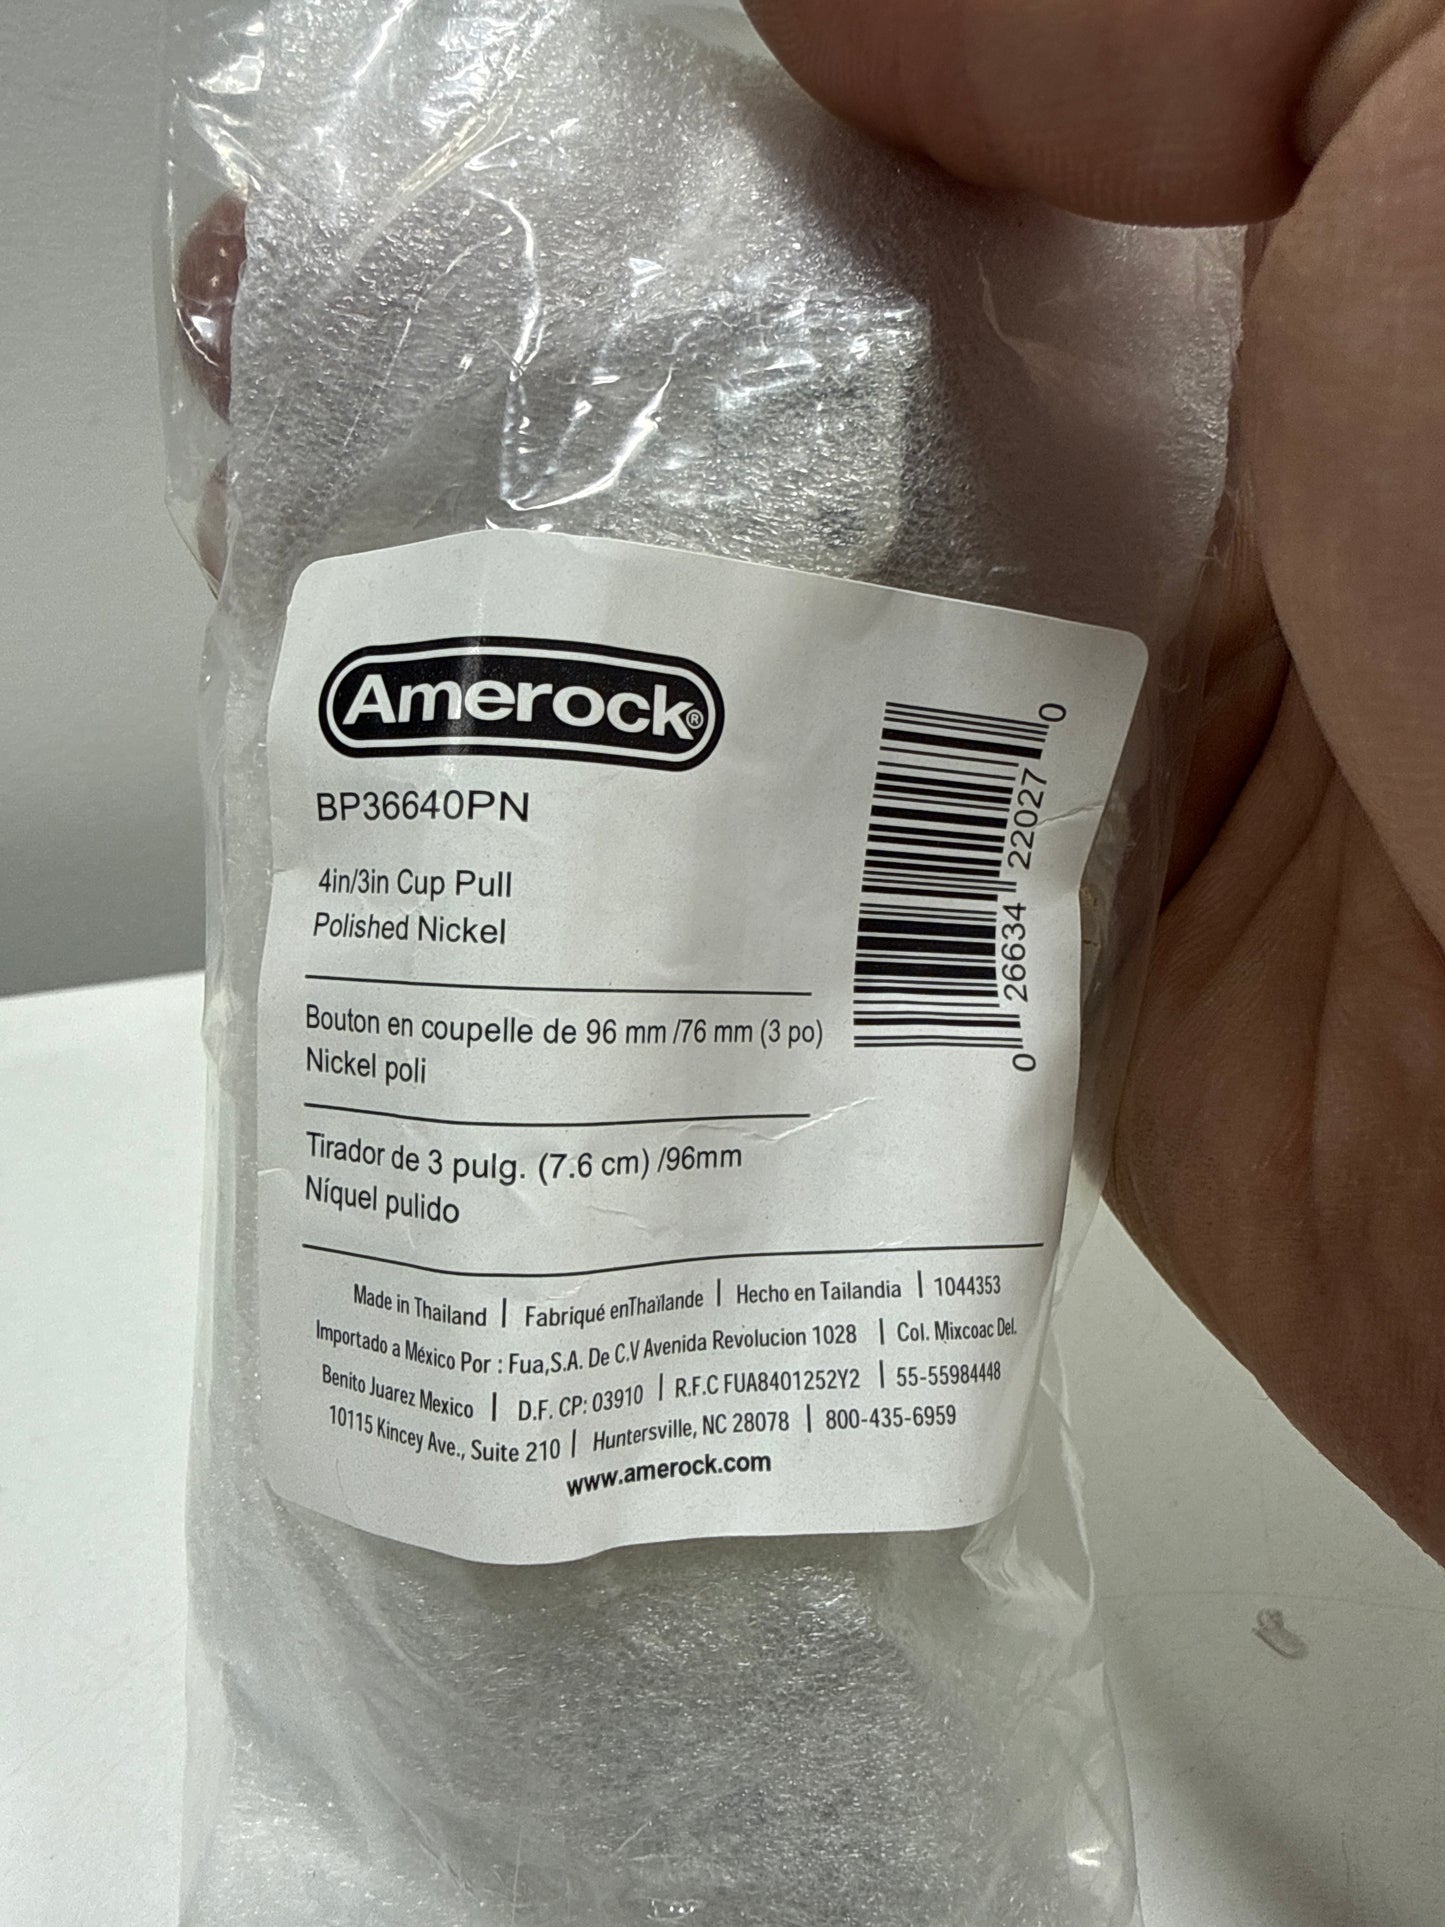 Amerock®
BP36640PN
4in/3in Cup Pull
Polished Nickel
Bouton en coupelle de 96 mm /76 mm (3 po)
Nickel poli
Tirador de 3 pulg. (7.6 cm) /96mm
Níquel pulido
0 26634 22027 0
Made in Thailand | Fabriqué enThaïlande | Hecho en Tailandia | 1044353
Importado a México Por : Fua,S.A. De C.V Avenida Revolucion 1028 | Col. Mixcoac Del.
Benito Juarez Mexico | D.F. CP: 03910 | R.F.C FUA8401252Y2 | 55-55984448
10115 Kincey Ave., Suite 210 | Huntersville, NC 28078 | 800-435-6959
www.amerock.com